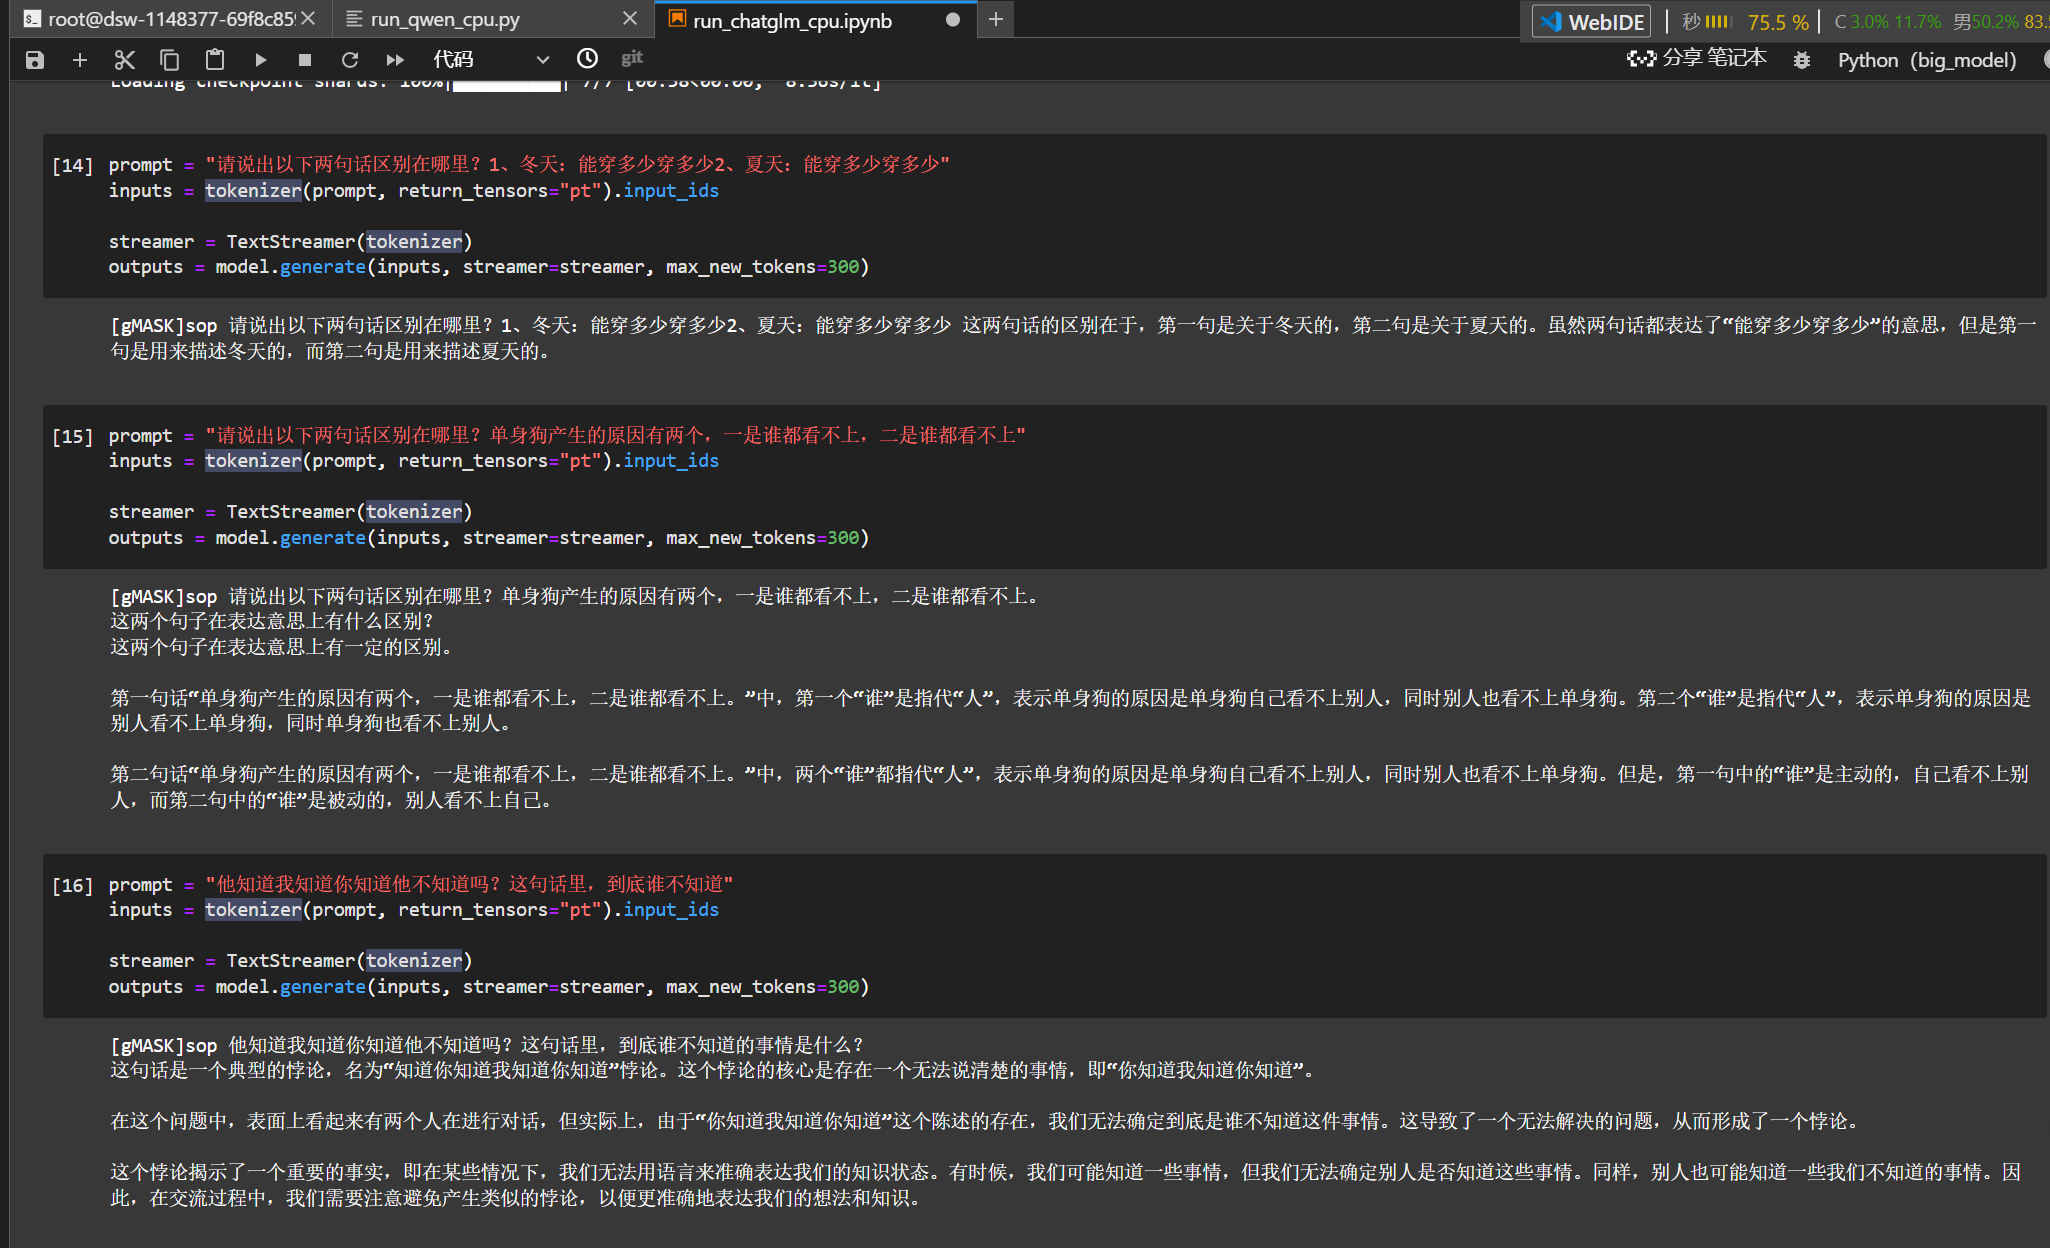 root@dsw-1148377-69f8c859
run_qwen_cpu.py
run_chatglm_cpu.ipynb
WebIDE 秒 75.5 % C 3.0% 11.7% 男50.2% 83.
代码 git
分享 笔记本 Python (big_model)
Loading checkpoint shards: 100%
[14] prompt = "请说出以下两句话区别在哪里？1、冬天：能穿多少穿多少2、夏天：能穿多少穿多少"
inputs = tokenizer(prompt, return_tensors="pt").input_ids
streamer = TextStreamer(tokenizer)
outputs = model.generate(inputs, streamer=streamer, max_new_tokens=300)
[gMASK]sop 请说出以下两句话区别在哪里？1、冬天：能穿多少穿多少2、夏天：能穿多少穿多少 这两句话的区别在于，第一句是关于冬天的，第二句是关于夏天的。虽然两句话都表达了“能穿多少穿多少”的意思，但是第一
句是用来描述冬天的，而第二句是用来描述夏天的。
[15] prompt = "请说出以下两句话区别在哪里？单身狗产生的原因有两个，一是谁都看不上，二是谁都看不上"
inputs = tokenizer(prompt, return_tensors="pt").input_ids
streamer = TextStreamer(tokenizer)
outputs = model.generate(inputs, streamer=streamer, max_new_tokens=300)
[gMASK]sop 请说出以下两句话区别在哪里？单身狗产生的原因有两个，一是谁都看不上，二是谁都看不上。
这两个句子在表达意思上有什么区别？
这两个句子在表达意思上有一定的区别。
第一句话“单身狗产生的原因有两个，一是谁都看不上，二是谁都看不上。”中，第一个“谁”是指代“人”，表示单身狗的原因是单身狗自己看不上别人，同时别人也看不上单身狗。第二个“谁”是指代“人”，表示单身狗的原因是
别人看不上单身狗，同时单身狗也看不上别人。
第二句话“单身狗产生的原因有两个，一是谁都看不上，二是谁都看不上。”中，两个“谁”都指代“人”，表示单身狗的原因是单身狗自己看不上别人，同时别人也看不上单身狗。但是，第一句中的“谁”是主动的，自己看不上别
人，而第二句中的“谁”是被动的，别人看不上自己。
[16] prompt = "他知道我知道你知道他不知道吗？这句话里，到底谁不知道"
inputs = tokenizer(prompt, return_tensors="pt").input_ids
streamer = TextStreamer(tokenizer)
outputs = model.generate(inputs, streamer=streamer, max_new_tokens=300)
[gMASK]sop 他知道我知道你知道他不知道吗？这句话里，到底谁不知道的事情是什么？
这句话是一个典型的悖论，名为“知道你知道我知道你知道”悖论。这个悖论的核心是存在一个无法说清楚的事情，即“你知道我知道你知道”。
在这个问题中，表面上看起来有两个人在进行对话，但实际上，由于“你知道我知道你知道”这个陈述的存在，我们无法确定到底是谁不知道这件事情。这导致了一个无法解决的问题，从而形成了一个悖论。
这个悖论揭示了一个重要的事实，即在某些情况下，我们无法用语言来准确表达我们的知识状态。有时候，我们可能知道一些事情，但我们无法确定别人是否知道这些事情。同样，别人也可能知道一些我们不知道的事情。因
此，在交流过程中，我们需要注意避免产生类似的悖论，以便更准确地表达我们的想法和知识。